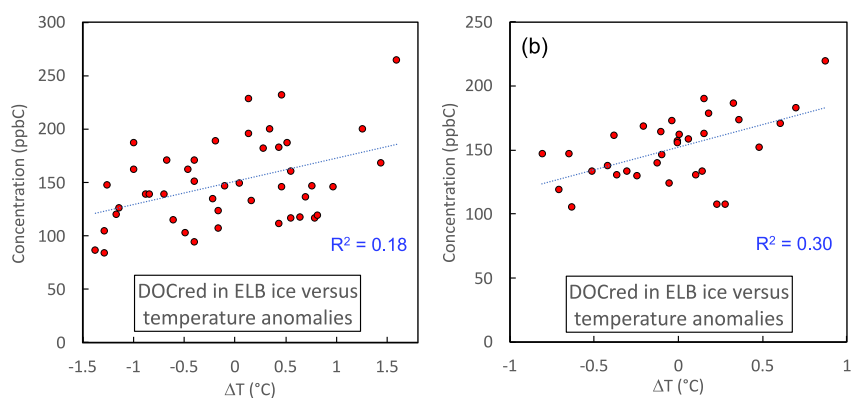 300
250
200
150
100
50
0
Concentration (ppbC)
R² = 0.18
DOCred in ELB ice versus
temperature anomalies
-1.5 -1 -0.5 0 0.5 1 1.5
ΔT (°C)
(b)
250
200
150
100
50
0
Concentration (ppbC)
R² = 0.30
DOCred in ELB ice versus
temperature anomalies
-1 -0.5 0 0.5 1
ΔT (°C)